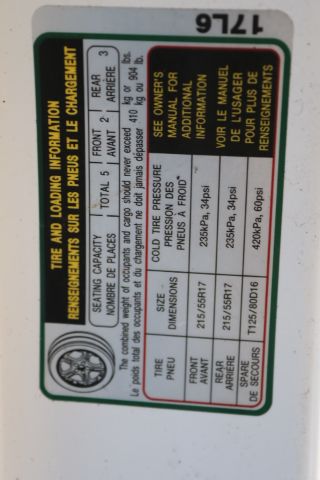 17L6
TIRE AND LOADING INFORMATION
RENSEIGNEMENTS SUR LES PNEUS ET LE CHARGEMENT
SEATING CAPACITY TOTAL 5 FRONT 2 REAR 3
NOMBRE DE PLACES AVANT ARRIÈRE
The combined weight of occupants and cargo should never exceed 410 kg or 904 lbs.
Le poids total des occupants et du chargement ne doit jamais dépasser 410 kg ou 904 lb.
TIRE SIZE COLD TIRE PRESSURE
PNEU DIMENSIONS PRESSION DES
PNEUS À FROID*
FRONT 215/55R17 235kPa, 34psi
AVANT
REAR 215/55R17 235kPa, 34psi
ARRIÈRE
SPARE T125/80D16 420kPa, 60psi
DE SECOURS
SEE OWNER'S
MANUAL FOR
ADDITIONAL
INFORMATION
VOIR LE MANUEL
DE L'USAGER
POUR PLUS DE
RENSEIGNEMENTS